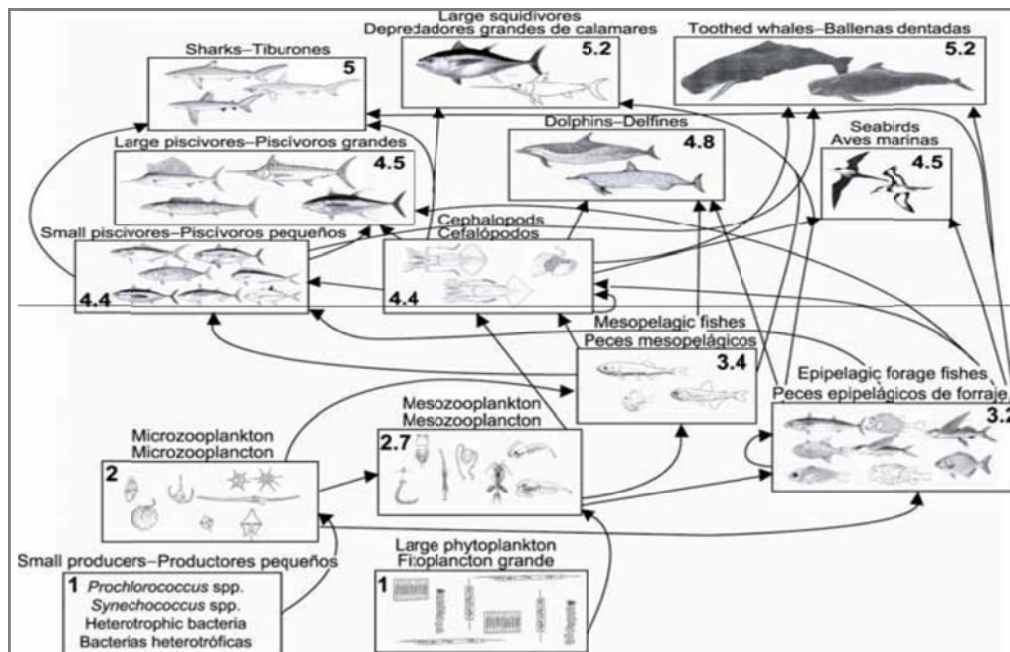 Large squidivores
Depredadores grandes de calamares
5.2
Toothed whales–Ballenas dentadas
5.2
Sharks–Tiburones
5
Large piscivores–Piscívoros grandes
4.5
Dolphins–Delfines
4.8
Seabirds
Aves marinas
4.5
Small piscivores–Piscívoros pequeños
4.4
Cephalopods
Cefalópodos
4.4
Mesopelagic fishes
Peces mesopelágicos
3.4
Epipelagic forage fishes
Peces epipelágicos de forraje
3.2
Microzooplankton
Microzooplancton
2
Mesozooplankton
Mesozooplancton
2.7
Small producers–Productores pequeños
1
Prochlorococcus spp.
Synechococcus spp.
Heterotrophic bacteria
Bacterias heterotróficas
Large phytoplankton
Fitoplancton grande
1